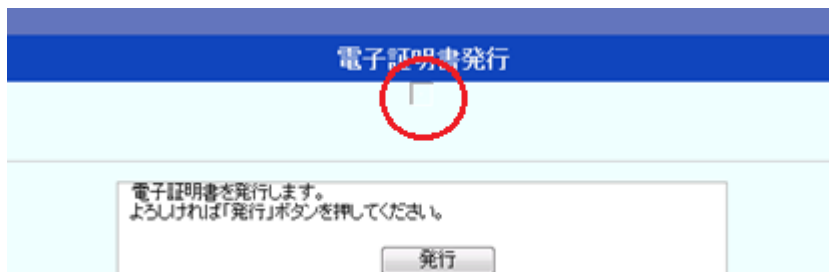 電子証明書発行
電子証明書を発行します。
よろしければ「発行」ボタンを押してください。
発行